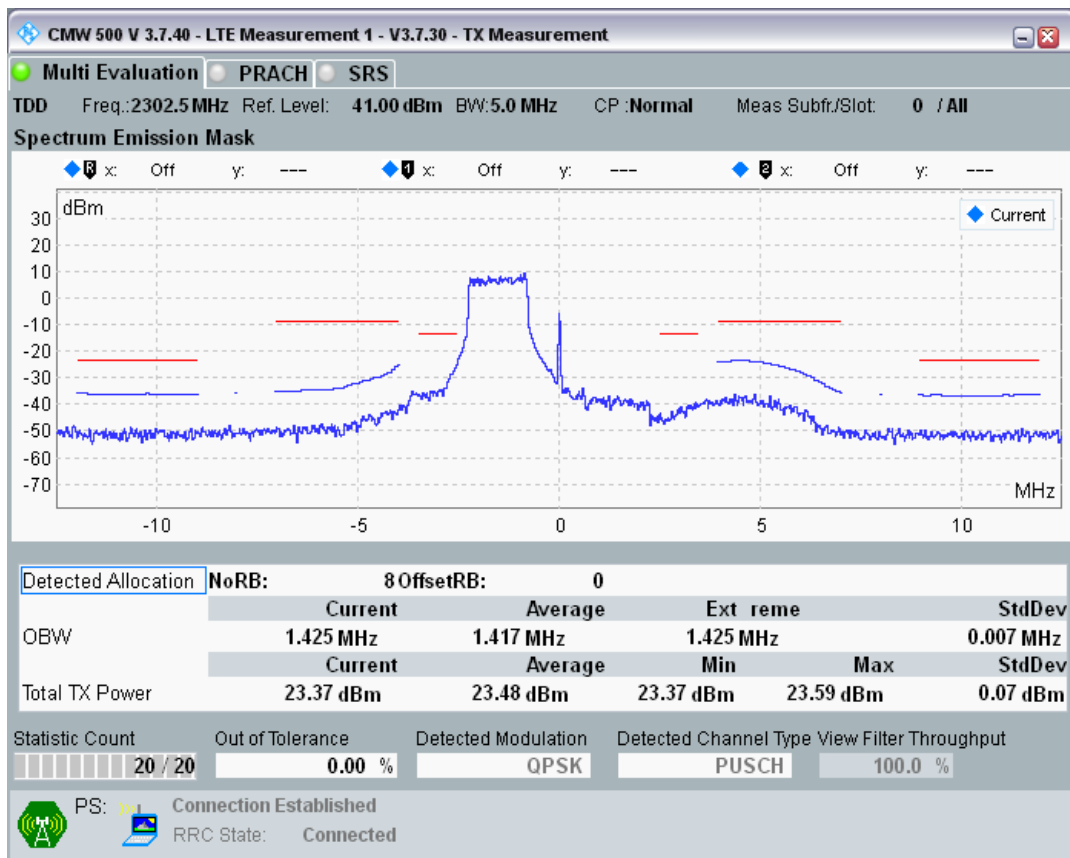 CMW 500 V 3.7.40 - LTE Measurement 1 - V3.7.30 - TX Measurement
Multi Evaluation PRACH SRS
TDD Freq.:2302.5 MHz Ref. Level: 41.00 dBm BW:5.0 MHz CP :Normal Meas Subfr./Slot: 0 / All
Spectrum Emission Mask
R x: Off y: --- 1 x: Off y: --- 2 x: Off y: ---
dBm
Current
30
20
10
0
-10
-20
-30
-40
-50
-60
-70
MHz
-10 -5 0 5 10
Detected Allocation NoRB: 8 OffsetRB: 0
Current Average Ext reme StdDev
OBW 1.425 MHz 1.417 MHz 1.425 MHz 0.007 MHz
Current Average Min Max StdDev
Total TX Power 23.37 dBm 23.48 dBm 23.37 dBm 23.59 dBm 0.07 dBm
Statistic Count Out of Tolerance Detected Modulation Detected Channel Type View Filter Throughput
20 / 20 0.00 % QPSK PUSCH 100.0 %
PS: Connection Established
RRC State: Connected